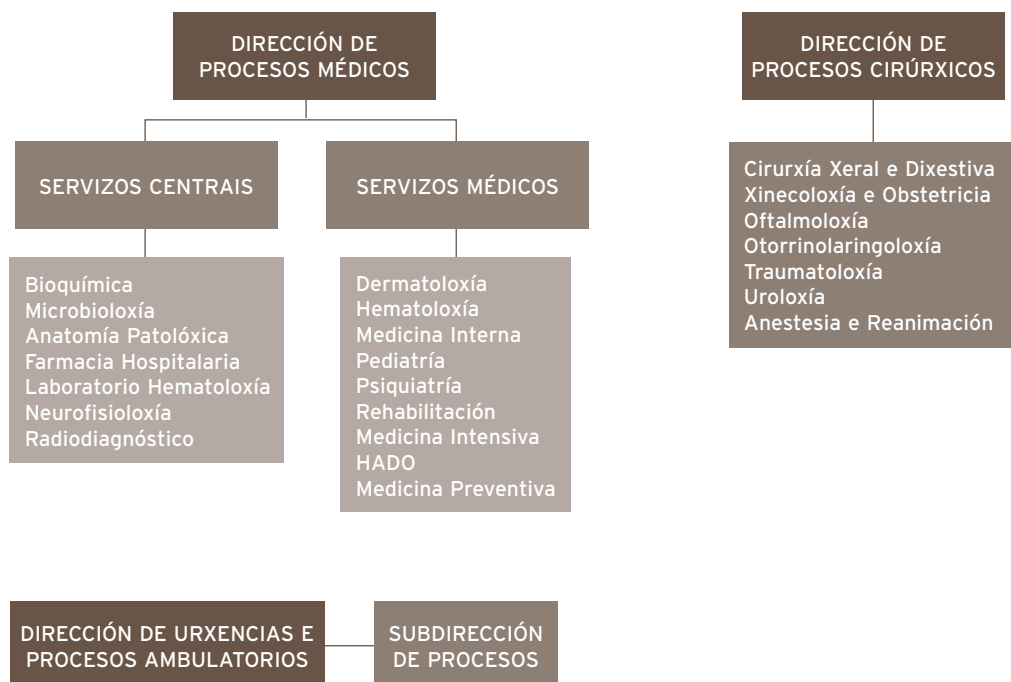 DIRECCIÓN DE
PROCESOS MÉDICOS
SERVIZOS CENTRAIS
Bioquímica
Microbioloxía
Anatomía Patolóxica
Farmacia Hospitalaria
Laboratorio Hematoloxía
Neurofisioloxía
Radiodiagnóstico
SERVIZOS MÉDICOS
Dermatoloxía
Hematoloxía
Medicina Interna
Pediatría
Psiquiatría
Rehabilitación
Medicina Intensiva
HADO
Medicina Preventiva
DIRECCIÓN DE
PROCESOS CIRÚRXICOS
Cirurxía Xeral e Dixestiva
Xinecoloxía e Obstetricia
Oftalmoloxía
Otorrinolaringoloxía
Traumatoloxía
Uroloxía
Anestesia e Reanimación
DIRECCIÓN DE URXENCIAS E
PROCESOS AMBULATORIOS
SUBDIRECCIÓN
DE PROCESOS